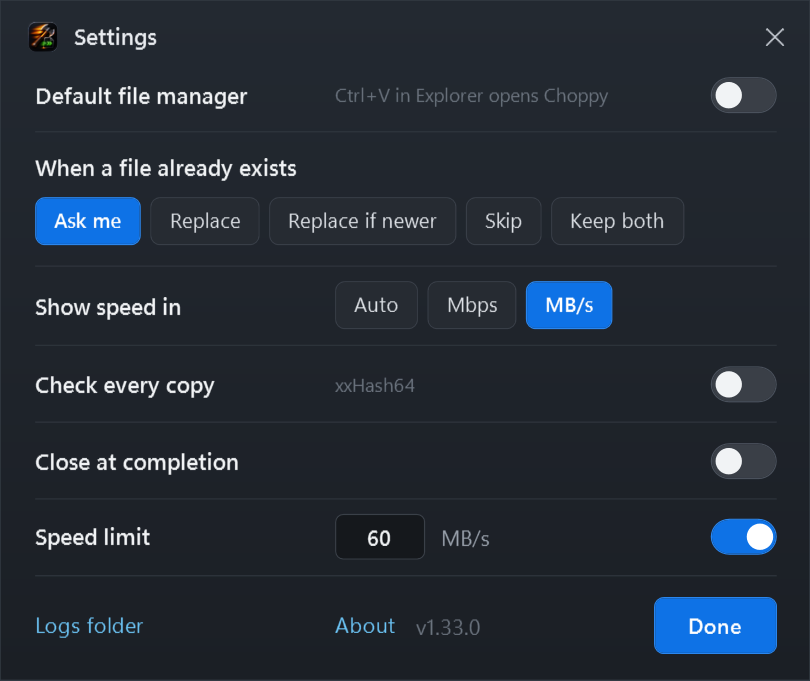 Settings
Default file manager Ctrl+V in Explorer opens Choppy
When a file already exists
Ask me Replace Replace if newer Skip Keep both
Show speed in Auto Mbps MB/s
Check every copy xxHash64
Close at completion
Speed limit 60 MB/s
Logs folder About v1.33.0 Done